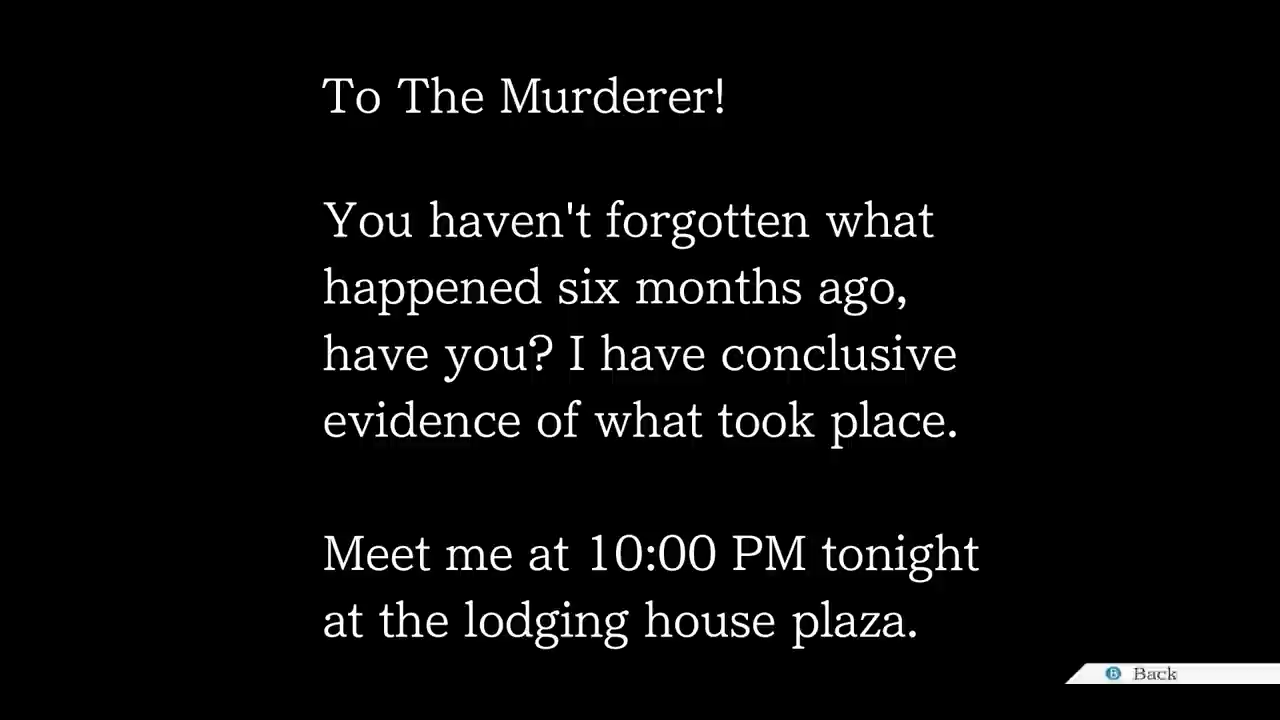 To The Murderer!
You haven't forgotten what
happened six months ago,
have you? I have conclusive
evidence of what took place.
Meet me at 10:00 PM tonight
at the lodging house plaza.
B Back